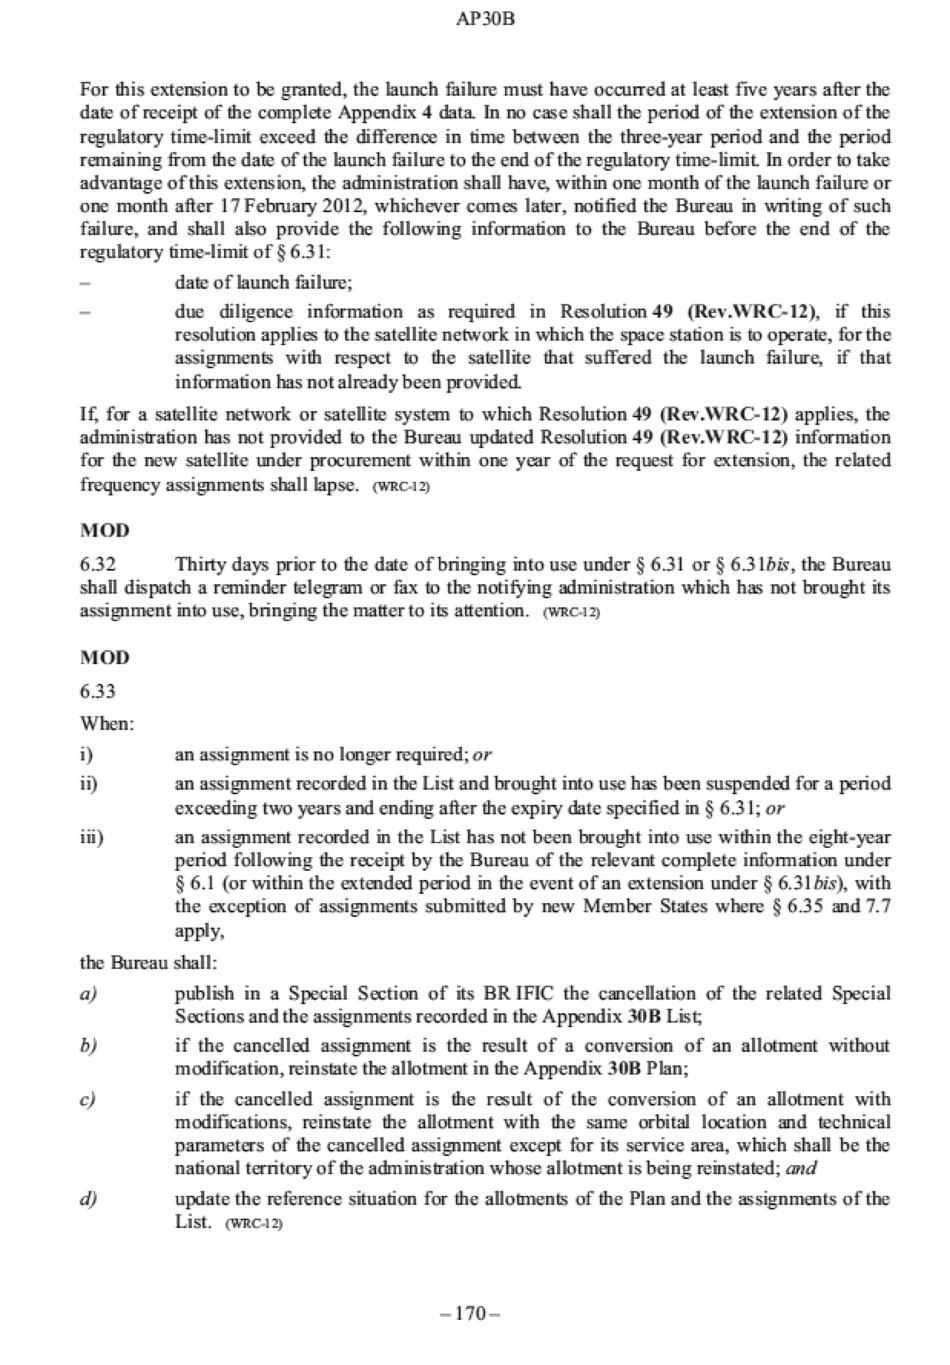 AP30B
For this extension to be granted, the launch failure must have occurred at least five years after the
date of receipt of the complete Appendix 4 data. In no case shall the period of the extension of the
regulatory time-limit exceed the difference in time between the three-year period and the period
remaining from the date of the launch failure to the end of the regulatory time-limit. In order to take
advantage of this extension, the administration shall have, within one month of the launch failure or
one month after 17 February 2012, whichever comes later, notified the Bureau in writing of such
failure, and shall also provide the following information to the Bureau before the end of the
regulatory time-limit of § 6.31:
– date of launch failure;
– due diligence information as required in Resolution 49 (Rev.WRC-12), if this
resolution applies to the satellite network in which the space station is to operate, for the
assignments with respect to the satellite that suffered the launch failure, if that
information has not already been provided.
If, for a satellite network or satellite system to which Resolution 49 (Rev.WRC-12) applies, the
administration has not provided to the Bureau updated Resolution 49 (Rev.WRC-12) information
for the new satellite under procurement within one year of the request for extension, the related
frequency assignments shall lapse. (WRC-12)
MOD
6.32 Thirty days prior to the date of bringing into use under § 6.31 or § 6.31bis, the Bureau
shall dispatch a reminder telegram or fax to the notifying administration which has not brought its
assignment into use, bringing the matter to its attention. (WRC-12)
MOD
6.33
When:
i) an assignment is no longer required; or
ii) an assignment recorded in the List and brought into use has been suspended for a period
exceeding two years and ending after the expiry date specified in § 6.31; or
iii) an assignment recorded in the List has not been brought into use within the eight-year
period following the receipt by the Bureau of the relevant complete information under
§ 6.1 (or within the extended period in the event of an extension under § 6.31bis), with
the exception of assignments submitted by new Member States where § 6.35 and 7.7
apply,
the Bureau shall:
a) publish in a Special Section of its BR IFIC the cancellation of the related Special
Sections and the assignments recorded in the Appendix 30B List;
b) if the cancelled assignment is the result of a conversion of an allotment without
modification, reinstate the allotment in the Appendix 30B Plan;
c) if the cancelled assignment is the result of the conversion of an allotment with
modifications, reinstate the allotment with the same orbital location and technical
parameters of the cancelled assignment except for its service area, which shall be the
national territory of the administration whose allotment is being reinstated; and
d) update the reference situation for the allotments of the Plan and the assignments of the
List. (WRC-12)
– 170 –